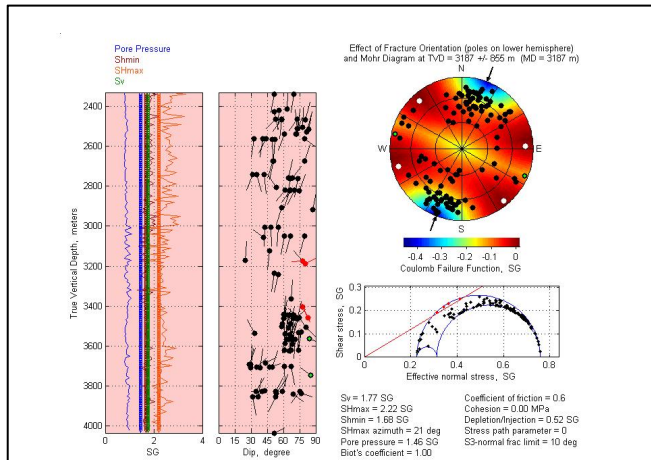 Pore Pressure
Shmin
SHmax
Sv
Effect of Fracture Orientation (poles on lower hemisphere)
and Mohr Diagram at TVD = 3187 +/- 855 m (MD = 3187 m)
N
W
E
S
-0.4 -0.3 -0.2 -0.1 0
Coulomb Failure Function, SG
True Vertical Depth, meters
2400
2600
2800
3000
3200
3400
3600
3800
4000
0 2 4
SG
0 15 30 45 60 75 90
Dip, degree
Shear stress, SG
0.3
0.2
0.1
0
0 0.2 0.4 0.6 0.8
Effective normal stress, SG
Sv = 1.77 SG
SHmax = 2.22 SG
Shmin = 1.68 SG
SHmax azimuth = 21 deg
Pore pressure = 1.46 SG
Biot's coefficient = 1.00
Coefficient of friction = 0.6
Cohesion = 0.00 MPa
Depletion/Injection = 0.52 SG
Stress path parameter = 0
S3-normal frac limit = 10 deg